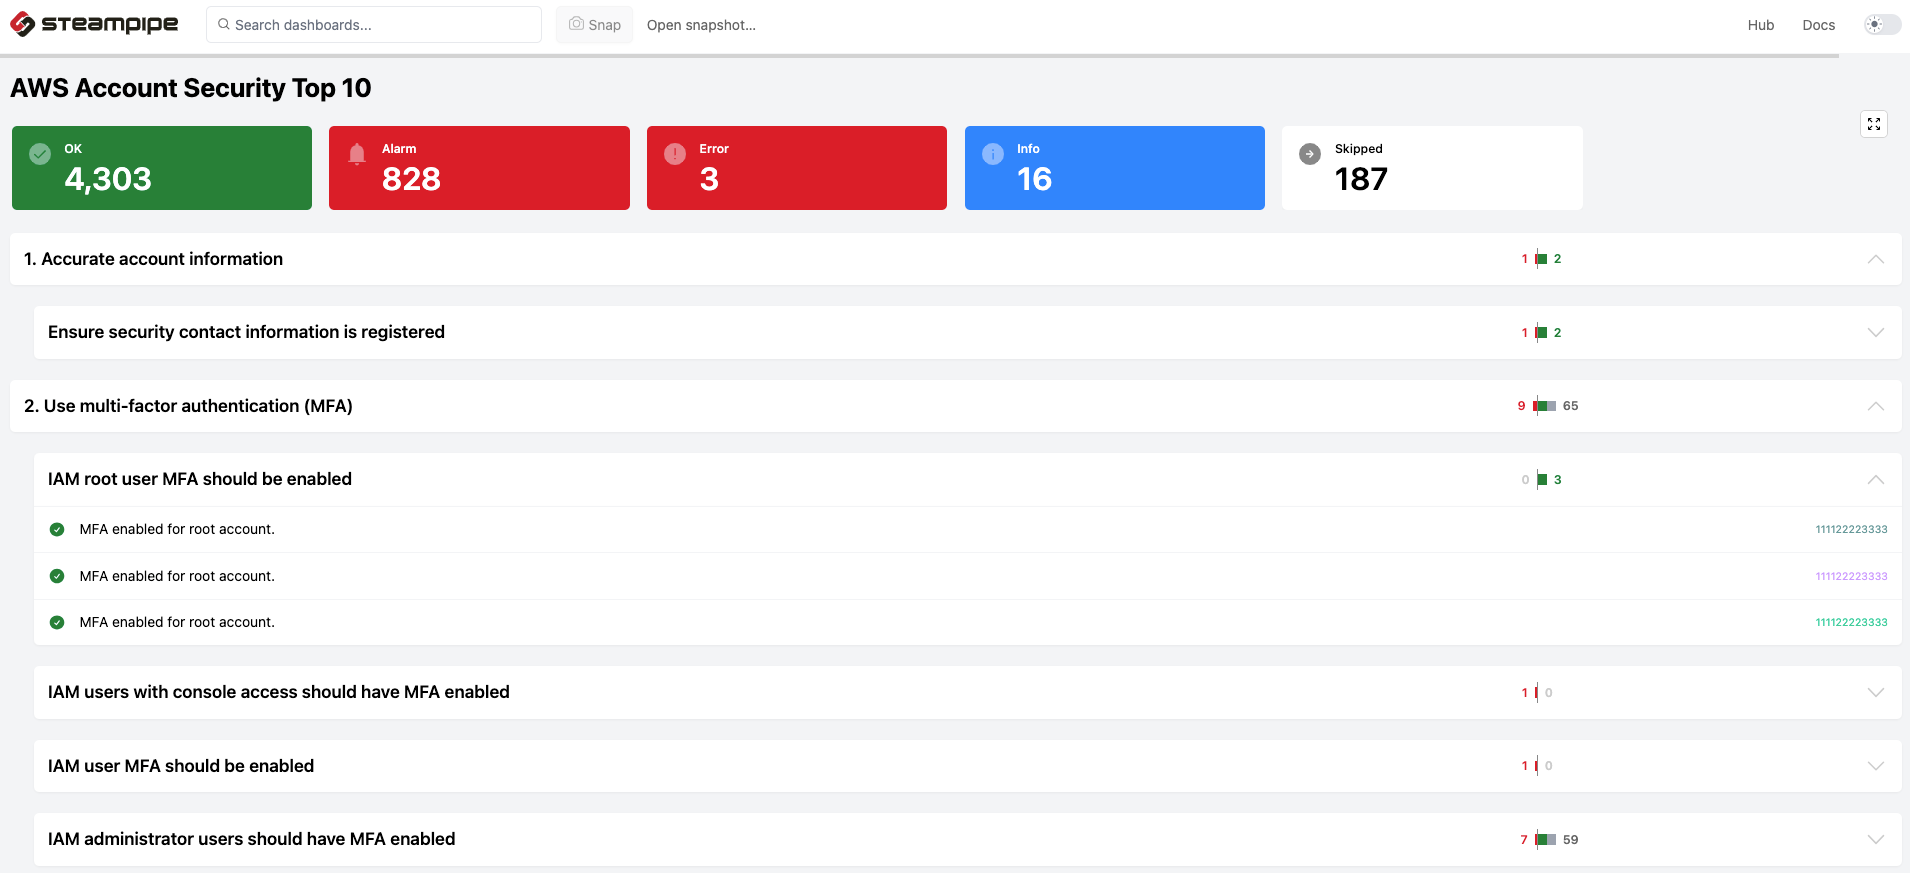 steampipe
Search dashboards...
Snap
Open snapshot...
Hub
Docs
AWS Account Security Top 10
OK
4,303
Alarm
828
Error
3
Info
16
Skipped
187
1. Accurate account information
1 2
Ensure security contact information is registered
1 2
2. Use multi-factor authentication (MFA)
9 65
IAM root user MFA should be enabled
0 3
MFA enabled for root account.
111122223333
MFA enabled for root account.
111122223333
MFA enabled for root account.
111122223333
IAM users with console access should have MFA enabled
1 0
IAM user MFA should be enabled
1 0
IAM administrator users should have MFA enabled
7 59